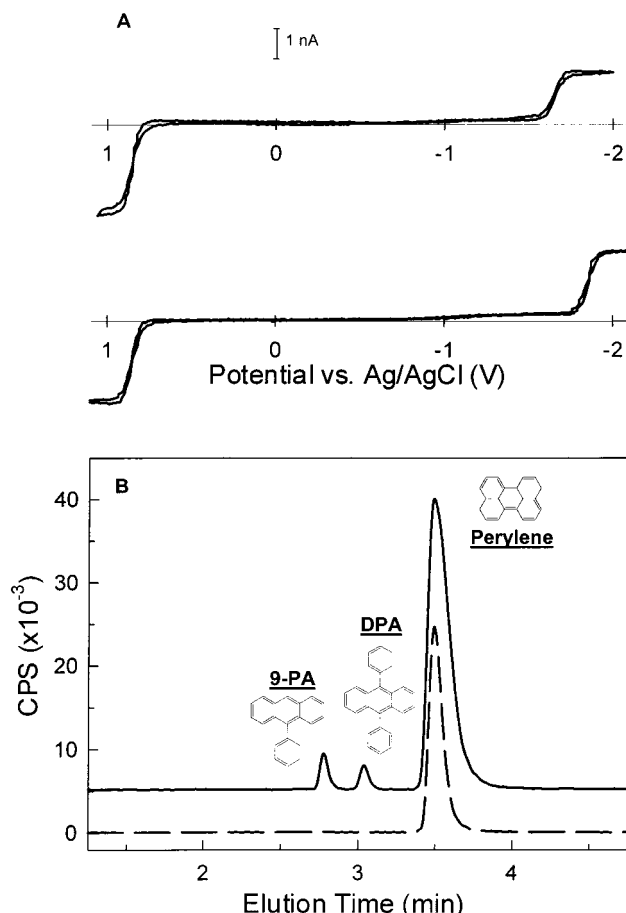 A
1 nA
1 0 -1 -2
1 0 -1 -2
Potential vs. Ag/AgCl (V)
B
40
30
20
10
0
CPS (x10⁻³)
Perylene
DPA
9-PA
2 3 4
Elution Time (min)